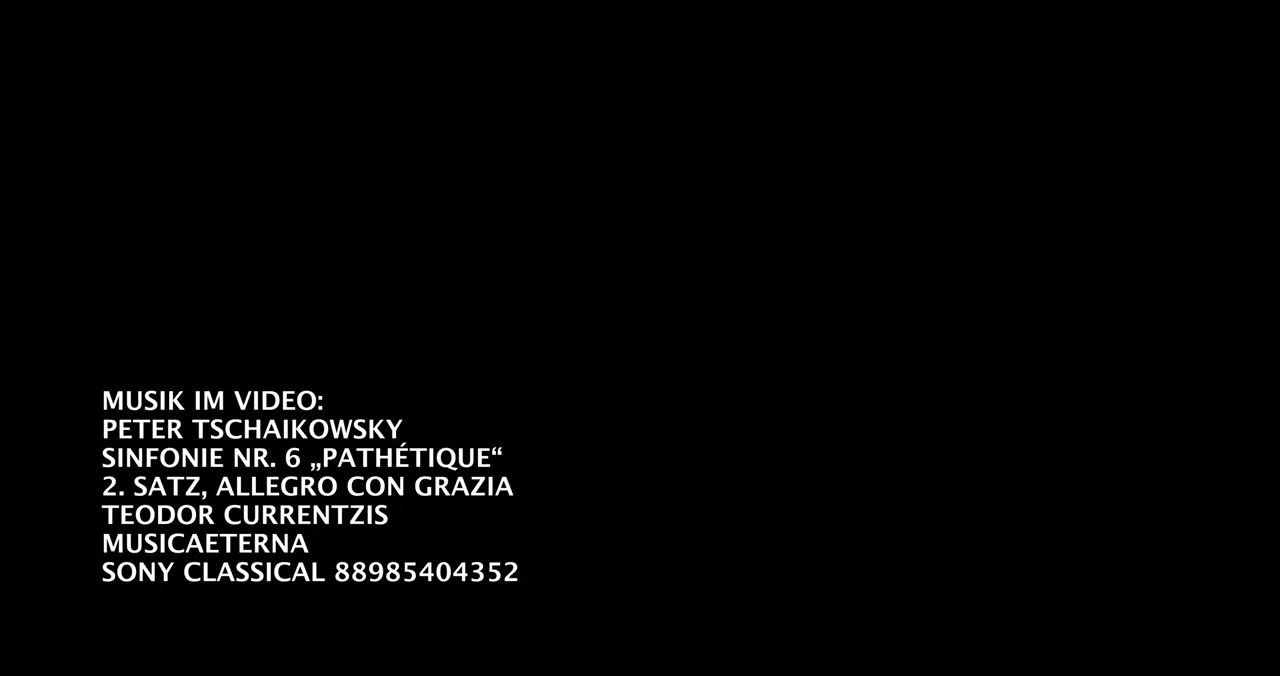 MUSIK IM VIDEO:
PETER TSCHAIKOWSKY
SINFONIE NR. 6 „PATHÉTIQUE“
2. SATZ, ALLEGRO CON GRAZIA
TEODOR CURRENTZIS
MUSICAETERNA
SONY CLASSICAL 88985404352